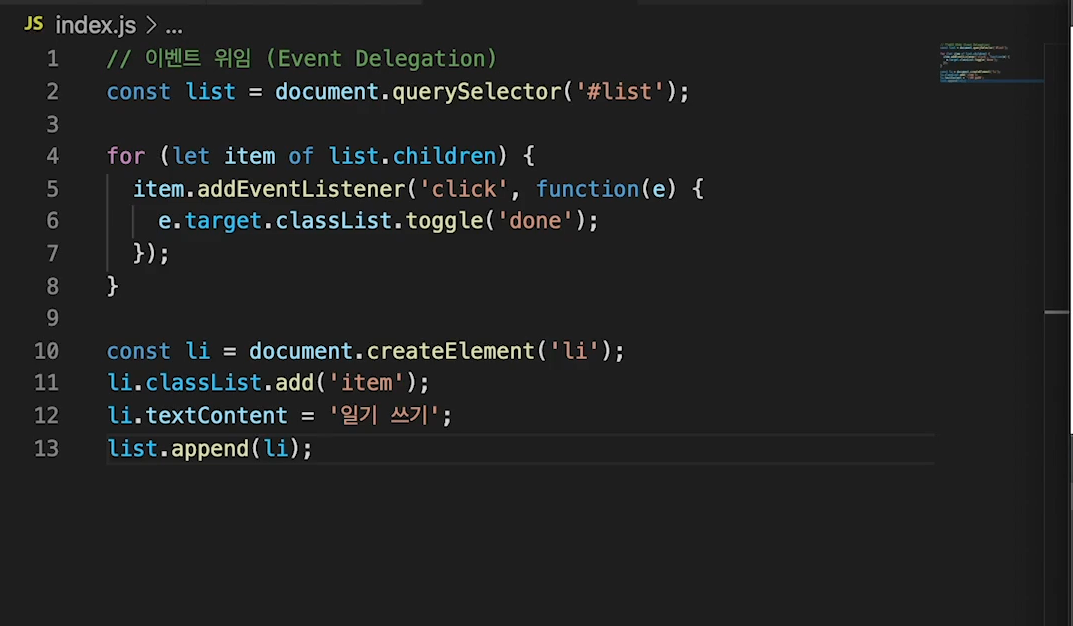 JS index.js > ...
1 // 이벤트 위임 (Event Delegation)
2 const list = document.querySelector('#list');
3
4 for (let item of list.children) {
5   item.addEventListener('click', function(e) {
6     e.target.classList.toggle('done');
7   });
8 }
9
10 const li = document.createElement('li');
11 li.classList.add('item');
12 li.textContent = '일기 쓰기';
13 list.append(li);